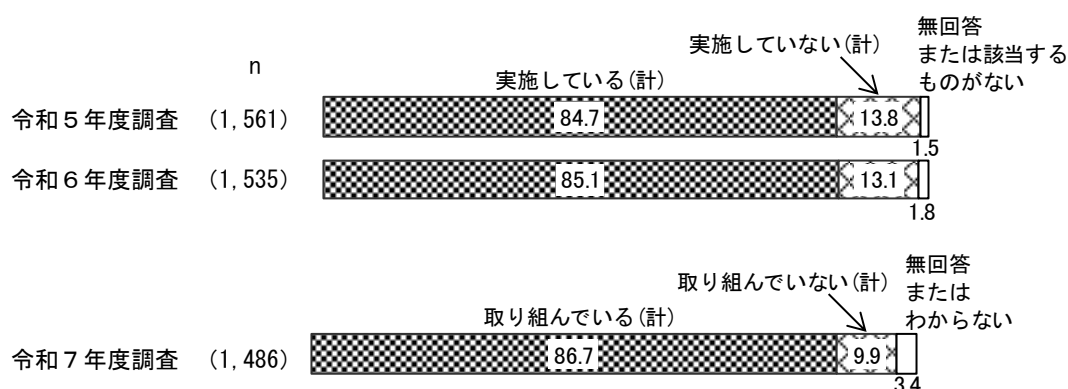 無回答
または該当する
ものがない
実施していない(計)
n
実施している(計)
令和5年度調査 (1,561) 84.7 13.8
1.5
令和6年度調査 (1,535) 85.1 13.1
1.8
無回答
または
わからない
取り組んでいない(計)
取り組んでいる(計)
令和7年度調査 (1,486) 86.7 9.9
3.4